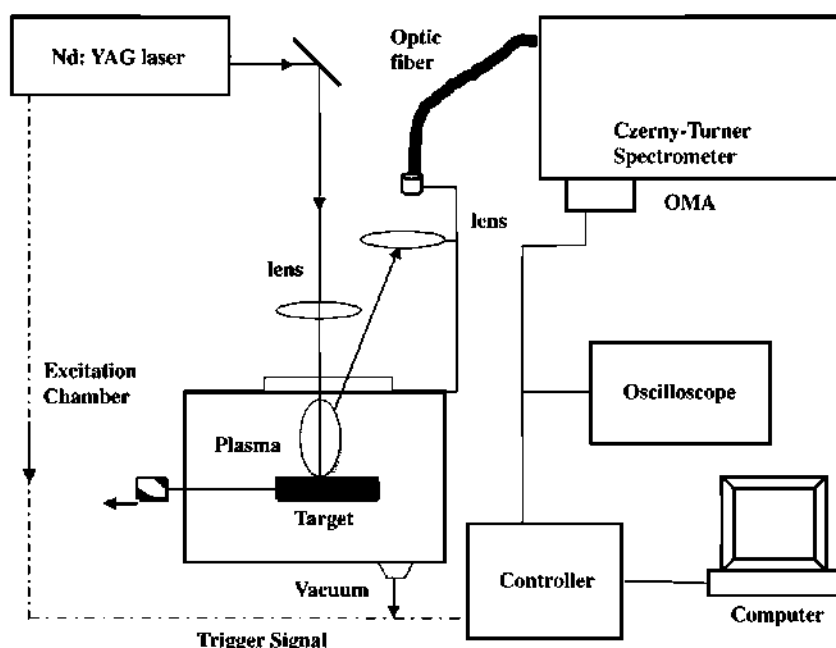 Nd: YAG laser
Optic
fiber
Czerny-Turner
Spectrometer
OMA
lens
lens
Excitation
Chamber
Oscilloscope
Plasma
Target
Vacuum
Controller
Computer
Trigger Signal